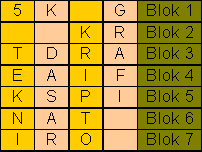 5 K G Blok 1
K R Blok 2
T D R A Blok 3
E A I F Blok 4
K S P I Blok 5
N A T Blok 6
I R O Blok 7